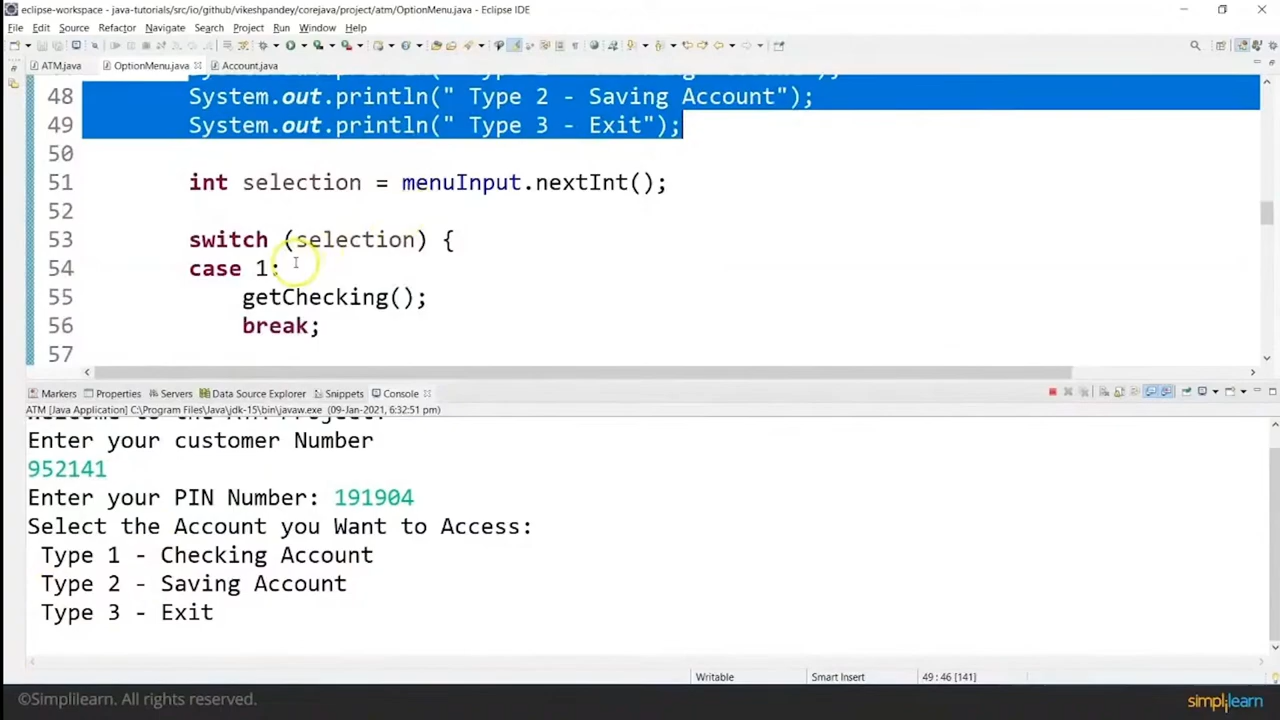 eclipse-workspace - java-tutorials/src/io/github/vikeshpandey/corejava/project/atm/OptionMenu.java - Eclipse IDE
File Edit Source Refactor Navigate Search Project Run Window Help
ATM.java OptionMenu.java Account.java
48 System.out.println(" Type 2 - Saving Account");
49 System.out.println(" Type 3 - Exit");
50
51 int selection = menuInput.nextInt();
52
53 switch (selection) {
54 case 1:
55 getChecking();
56 break;
57
Markers Properties Servers Data Source Explorer Snippets Console
ATM [Java Application] C:\Program Files\Java\jdk-15\bin\javaw.exe (09-Jan-2021, 6:32:51 pm)
Enter your customer Number
952141
Enter your PIN Number: 191904
Select the Account you Want to Access:
Type 1 - Checking Account
Type 2 - Saving Account
Type 3 - Exit
Writable Smart Insert 49 : 46 [141]
©Simplilearn. All rights reserved. simplilearn